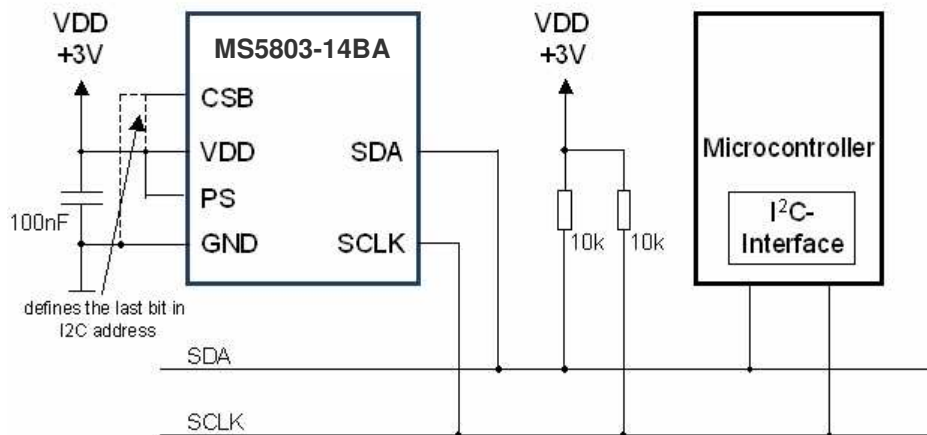 VDD
+3V
MS5803-14BA
CSB
VDD
PS
GND
SDA
SCLK
100nF
defines the last bit in
I2C address
VDD
+3V
10k
10k
Microcontroller
I²C-
Interface
SDA
SCLK